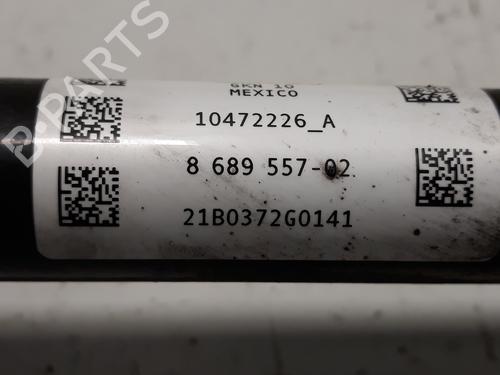 B-PARTS
GKN 10
MEXICO
10472226_A
8 689 557-02
21B0372G0141